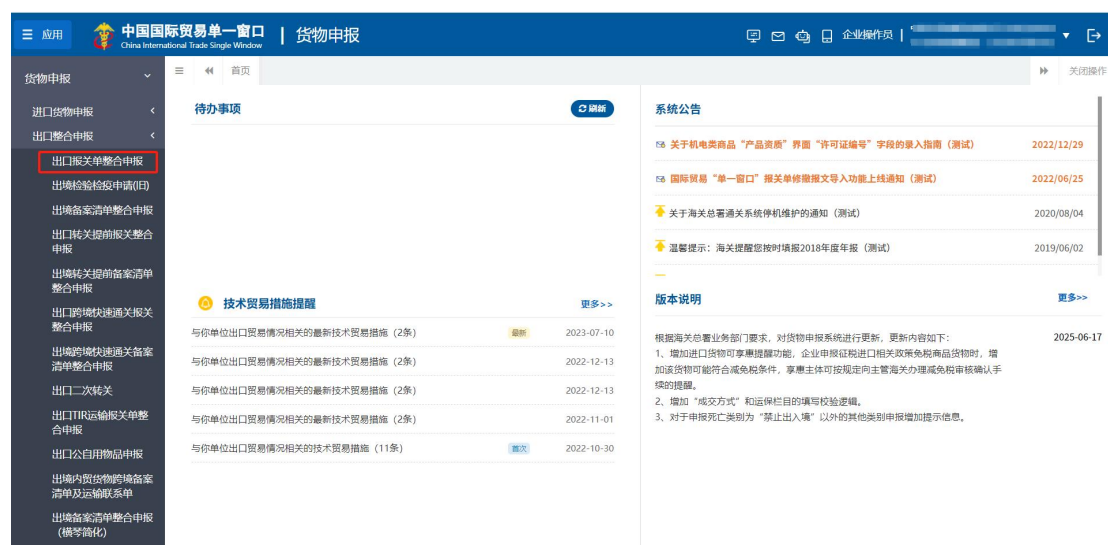 应用
中国国际贸易单一窗口
China International Trade Single Window
货物申报
企业操作员
货物申报
进口货物申报
出口整合申报
出口报关单整合申报
出境检验检疫申请(旧)
出境备案清单整合申报
出口转关提前报关整合
申报
出境转关提前备案清单
整合申报
出口跨境快速通关报关
整合申报
出境跨境快速通关备案
清单整合申报
出口二次转关
出口TIR运输报关单整
合申报
出口公自用物品申报
出境内贸货物跨境备案
清单及运输联系单
出境备案清单整合申报
（横琴简化）
首页
关闭操作
待办事项
刷新
技术贸易措施提醒
更多>>
与你单位出口贸易情况相关的最新技术贸易措施（2条） 最新 2023-07-10
与你单位出口贸易情况相关的最新技术贸易措施（2条） 2022-12-13
与你单位出口贸易情况相关的最新技术贸易措施（2条） 2022-12-13
与你单位出口贸易情况相关的最新技术贸易措施（2条） 2022-11-01
与你单位出口贸易情况相关的技术贸易措施（11条） 首次 2022-10-30
系统公告
关于机电类商品“产品资质”界面“许可证编号”字段的录入指南（测试） 2022/12/29
国际贸易“单一窗口”报关单修撤报文导入功能上线通知（测试） 2022/06/25
关于海关总署通关系统停机维护的通知（测试） 2020/08/04
温馨提示：海关提醒您按时填报2018年度年报（测试） 2019/06/02
版本说明
更多>>
根据海关总署业务部门要求，对货物申报系统进行更新，更新内容如下： 2025-06-17
1、增加进口货物可享惠提醒功能，企业申报征税进口相关政策免税商品货物时，增
加该货物可能符合减免税条件，享惠主体可按规定向主管海关办理减免税审核确认手
续的提醒。
2、增加“成交方式”和运保栏目的填写校验逻辑。
3、对于申报死亡类别为“禁止出入境”以外的其他类别申报增加提示信息。